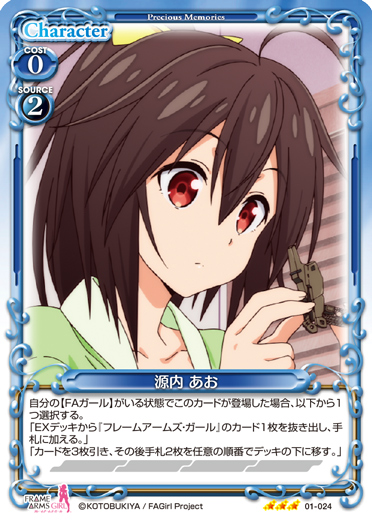 Precious Memories
Character
COST
0
SOURCE
2
源内 あお
自分の【FAガール】がいる状態でこのカードが登場した場合、以下から1
つ選択する。
「EXデッキから『フレームアームズ・ガール』のカード1枚を抜き出し、手
札に加える。」
「カードを3枚引き、その後手札2枚を任意の順番でデッキの下に移す。」
FRAME
ARMS GIRL
©KOTOBUKIYA / FAGirl Project
01-024